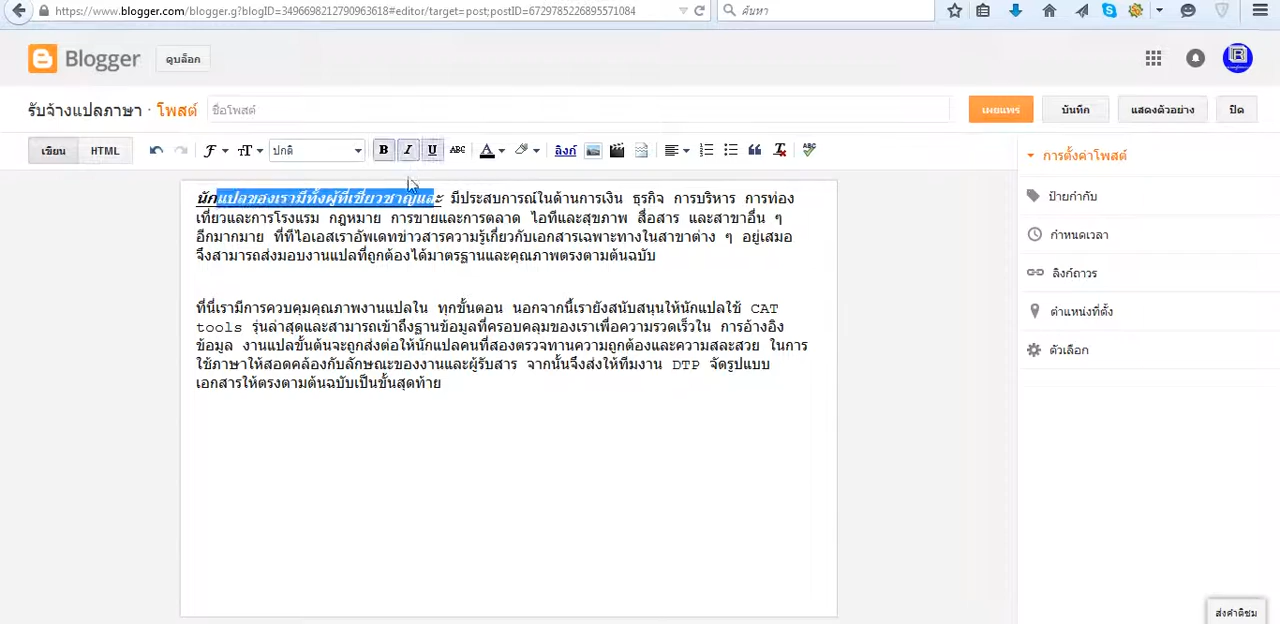 https://www.blogger.com/blogger.g?blogID=3496698212790963618#editor/target=post;postID=6729785226895571084
ค้นหา
Blogger
ดูบล็อก
รับจ้างแปลภาษา · โพสต์
ชื่อโพสต์
เผยแพร่
บันทึก
แสดงตัวอย่าง
ปิด
เขียน
HTML
ปกติ
B I U ABC A
ลิงก์
การตั้งค่าโพสต์
ป้ายกำกับ
กำหนดเวลา
ลิงก์ถาวร
ตำแหน่งที่ตั้ง
ตัวเลือก
นักแปลของเรามีทั้งผู้ที่เชี่ยวชาญและ มีประสบการณ์ในด้านการเงิน ธุรกิจ การบริหาร การท่อง
เที่ยวและการโรงแรม กฎหมาย การขายและการตลาด ไอทีและสุขภาพ สื่อสาร และสาขาอื่น ๆ
อีกมากมาย ที่ทีไอเอสเราอัพเดทข่าวสารความรู้เกี่ยวกับเอกสารเฉพาะทางในสาขาต่าง ๆ อยู่เสมอ
จึงสามารถส่งมอบงานแปลที่ถูกต้องได้มาตรฐานและคุณภาพตรงตามต้นฉบับ
ที่นี่เรามีการควบคุมคุณภาพงานแปลใน ทุกขั้นตอน นอกจากนี้เรายังสนับสนุนให้นักแปลใช้ CAT
tools รุ่นล่าสุดและสามารถเข้าถึงฐานข้อมูลที่ครอบคลุมของเราเพื่อความรวดเร็วใน การอ้างอิง
ข้อมูล งานแปลขั้นต้นจะถูกส่งต่อให้นักแปลคนที่สองตรวจทานความถูกต้องและความสละสวย ในการ
ใช้ภาษาให้สอดคล้องกับลักษณะของงานและผู้รับสาร จากนั้นจึงส่งให้ทีมงาน DTP จัดรูปแบบ
เอกสารให้ตรงตามต้นฉบับเป็นขั้นสุดท้าย
ส่งคำติชม